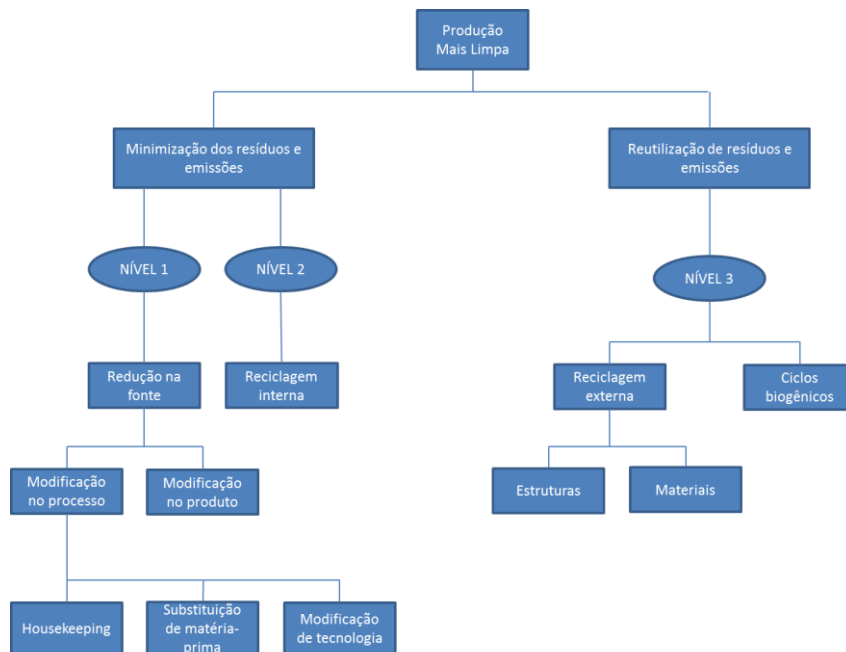 Produção
Mais Limpa
Minimização dos resíduos e
emissões
Reutilização de resíduos e
emissões
NÍVEL 1
NÍVEL 2
NÍVEL 3
Redução na
fonte
Reciclagem
interna
Reciclagem
externa
Ciclos
biogênicos
Modificação
no processo
Modificação
no produto
Estruturas
Materiais
Housekeeping
Substituição
de matéria-
prima
Modificação
de tecnologia